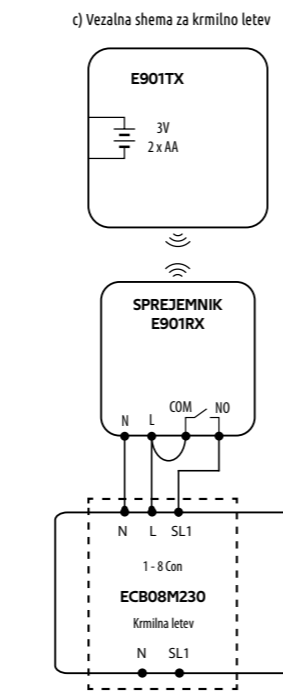 c) Vezalna shema za krmilno letev
E901TX
3V
2 x AA
SPREJEMNIK
E901RX
N L COM NO
N L SL1
1 - 8 Con
ECB08M230
Krmilna letev
N SL1